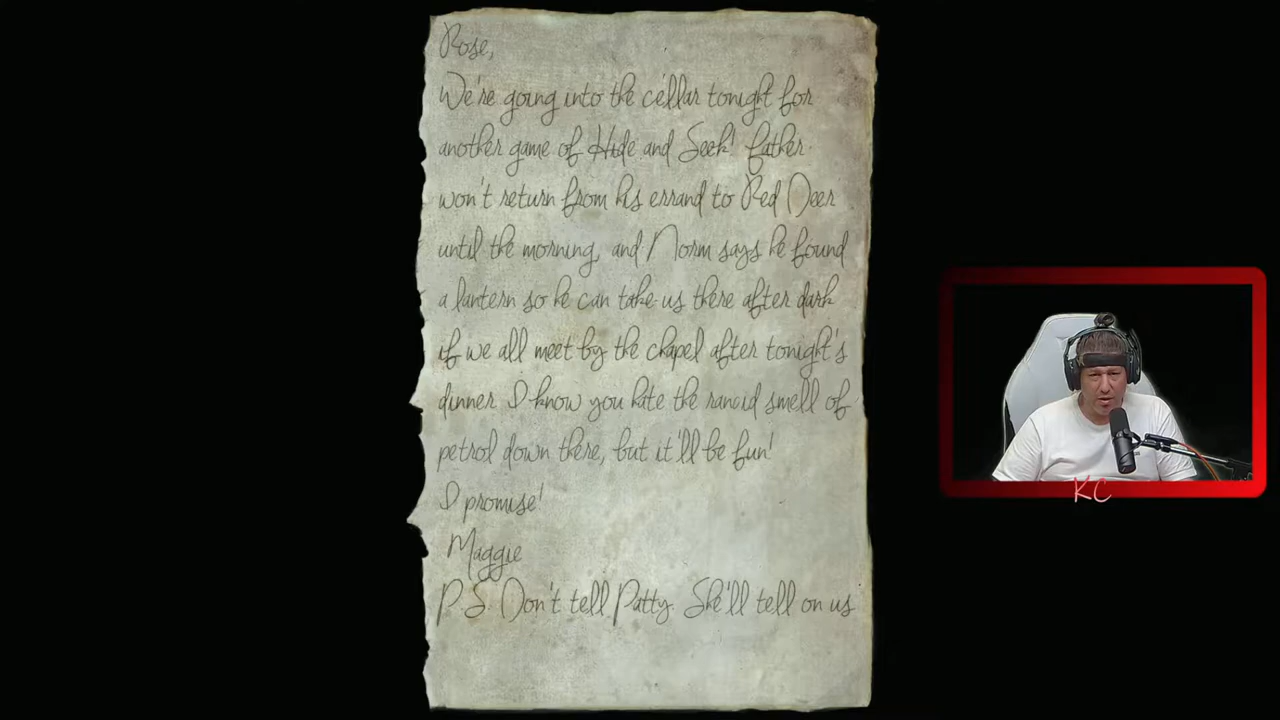 Rose,
We're going into the cellar tonight for
another game of Hide and Seek! Father
won't return from his errand to Red Deer
until the morning, and Norm says he found
a lantern so he can take us there after dark
if we all meet by the chapel after tonight's
dinner. I know you hate the rancid smell of
petrol down there, but it'll be fun!
I promise!
Maggie
P.S. Don't tell Patty. She'll tell on us
KC